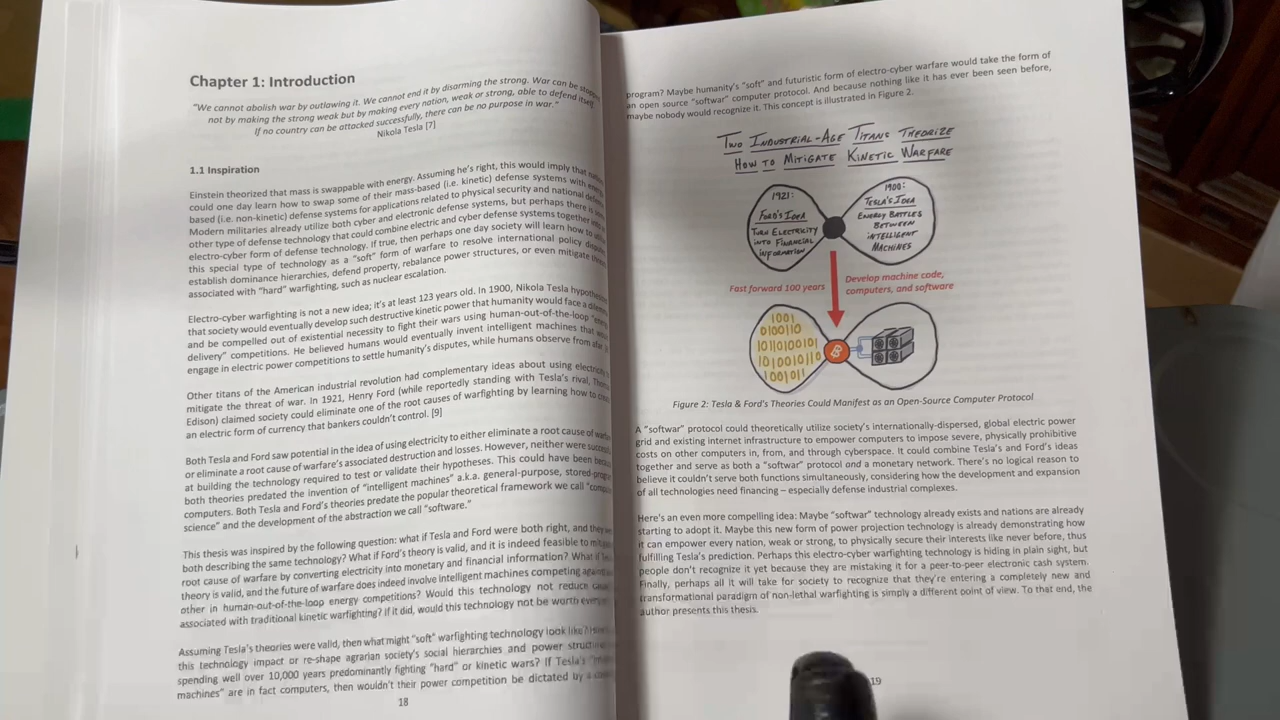 Chapter 1: Introduction
"We cannot abolish war by outlawing it. We cannot end it by disarming the strong. War can be
not by making the strong weak but by making every nation, weak or strong, able to defend itself.
If no country can be attacked successfully, there can be no purpose in war."
Nikola Tesla [7]
1.1 Inspiration
Einstein theorized that mass is swappable with energy. Assuming he's right, this would imply that
could one day learn how to swap some of their mass-based (i.e. kinetic) defense systems with
based (i.e. non-kinetic) defense systems for applications related to physical security and national
Modern militaries already utilize both cyber and electronic defense systems, but perhaps there is
other type of defense technology that could combine electric and cyber defense systems together
electro-cyber form of defense technology. If true, then perhaps one day society will learn how to
this special type of technology as a "soft" form of warfare to resolve international policy
establish dominance hierarchies, defend property, rebalance power structures, or even mitigate
associated with "hard" warfighting, such as nuclear escalation.
Electro-cyber warfighting is not a new idea; it's at least 123 years old. In 1900, Nikola Tesla
that society would eventually develop such destructive kinetic power that humanity would face a
and be compelled out of existential necessity to fight their wars using human-out-of-the-loop
delivery" competitions. He believed humans would eventually invent intelligent machines that
engage in electric power competitions to settle humanity's disputes, while humans observe from
Other titans of the American industrial revolution had complementary ideas about using
mitigate the threat of war. In 1921, Henry Ford (while reportedly standing with Tesla's rival,
Edison) claimed society could eliminate one of the root causes of warfighting by learning how to
an electric form of currency that bankers couldn't control. [9]
Both Tesla and Ford saw potential in the idea of using electricity to either eliminate a root cause of
or eliminate a root cause of warfare's associated destruction and losses. However, neither were
at building the technology required to test or validate their hypotheses. This could have been
both theories predated the invention of "intelligent machines" a.k.a. general-purpose,
computers. Both Tesla and Ford's theories predate the popular theoretical framework we call
science" and the development of the abstraction we call "software."
This thesis was inspired by the following question: what if Tesla and Ford were both right, and they
both describing the same technology? What if Ford's theory is valid, and it is indeed feasible to
root cause of warfare by converting electricity into monetary and financial information? What if
theory is valid, and the future of warfare does indeed involve intelligent machines competing
other in human-out-of-the-loop energy competitions? Would this technology not reduce
associated with traditional kinetic warfighting? If it did, would this technology not be worth
Assuming Tesla's theories were valid, then what might "soft" warfighting technology look like?
this technology impact or re-shape agrarian society's social hierarchies and power
spending well over 10,000 years predominantly fighting "hard" or kinetic wars? If Tesla's
machines" are in fact computers, then wouldn't their power competition be dictated by a
18
program? Maybe humanity's "soft" and futuristic form of electro-cyber warfare would take the form of
an open source "softwar" computer protocol. And because nothing like it has ever been seen before,
maybe nobody would recognize it. This concept is illustrated in Figure 2.
Two Industrial-Age Titans Theorize
How to Mitigate Kinetic Warfare
1921:
Ford's Idea
Turn Electricity
into Financial
information
1900:
Tesla's Idea
Energy Battles
Between
intelligent
Machines
Fast forward 100 years
Develop machine code,
computers, and software
1001
0100110
1011010010
1010010110
1001011
Figure 2: Tesla & Ford's Theories Could Manifest as an Open-Source Computer Protocol
A "softwar" protocol could theoretically utilize society's internationally-dispersed, global electric power
grid and existing internet infrastructure to empower computers to impose severe, physically prohibitive
costs on other computers in, from, and through cyberspace. It could combine Tesla's and Ford's ideas
together and serve as both a "softwar" protocol and a monetary network. There's no logical reason to
believe it couldn't serve both functions simultaneously, considering how the development and expansion
of all technologies need financing – especially defense industrial complexes.
Here's an even more compelling idea: Maybe "softwar" technology already exists and nations are already
starting to adopt it. Maybe this new form of power projection technology is already demonstrating how
it can empower every nation, weak or strong, to physically secure their interests like never before, thus
fulfilling Tesla's prediction. Perhaps this electro-cyber warfighting technology is hiding in plain sight, but
people don't recognize it yet because they are mistaking it for a peer-to-peer electronic cash system.
Finally, perhaps all it will take for society to recognize that they're entering a completely new and
transformational paradigm of non-lethal warfighting is simply a different point of view. To that end, the
author presents this thesis.
19